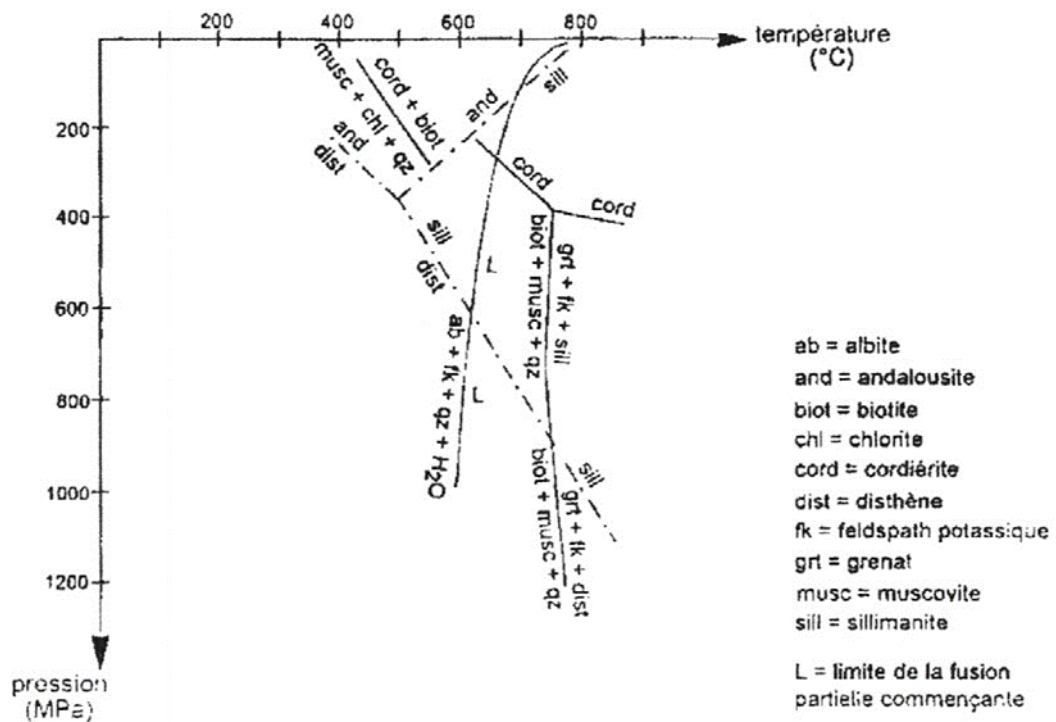 200 400 600 800
température
(°C)
200
400
600
800
1000
1200
pression
(MPa)
musc + chl + qz
cord + biot
and
dist
and
sill
sill
dist
cord
cord
L
L
ab + fk + qz + H₂O
biot + musc + qz
grt + fk + sill
biot + musc + qz
grt + fk + dist
sill
ab = albite
and = andalousite
biot = biotite
chl = chlorite
cord = cordiérite
dist = disthène
fk = feldspath potassique
grt = grenat
musc = muscovite
sill = sillimanite
L = limite de la fusion
partielle commençante